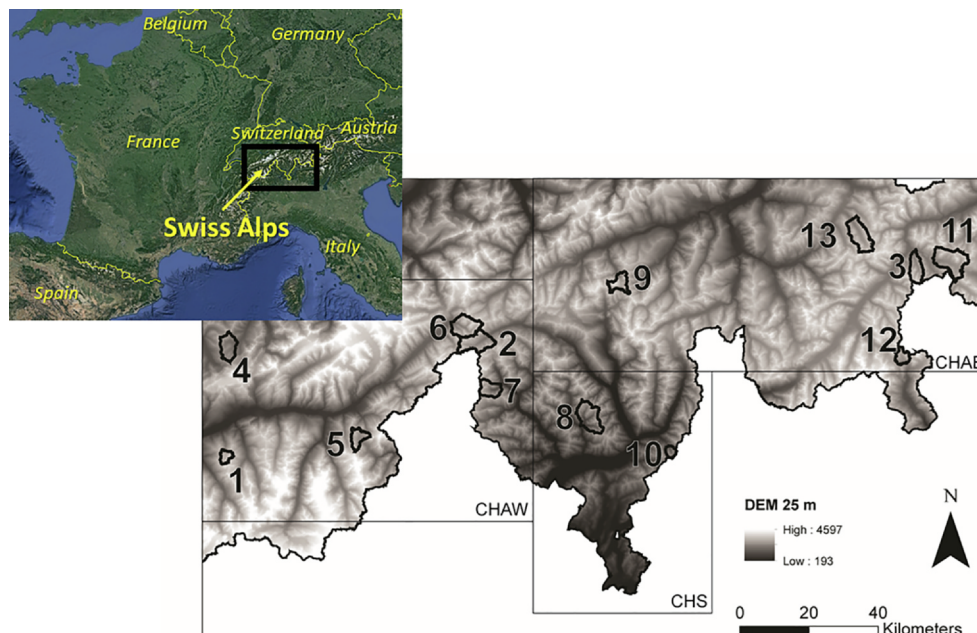 Belgium
Germany
France
Switzerland
Austria
Swiss Alps
Italy
Spain
13
11
3
9
6
2
4
12
CHAE
7
8
5
10
1
CHAW
DEM 25 m
High : 4597
Low : 193
N
CHS
0 20 40
Kilometers